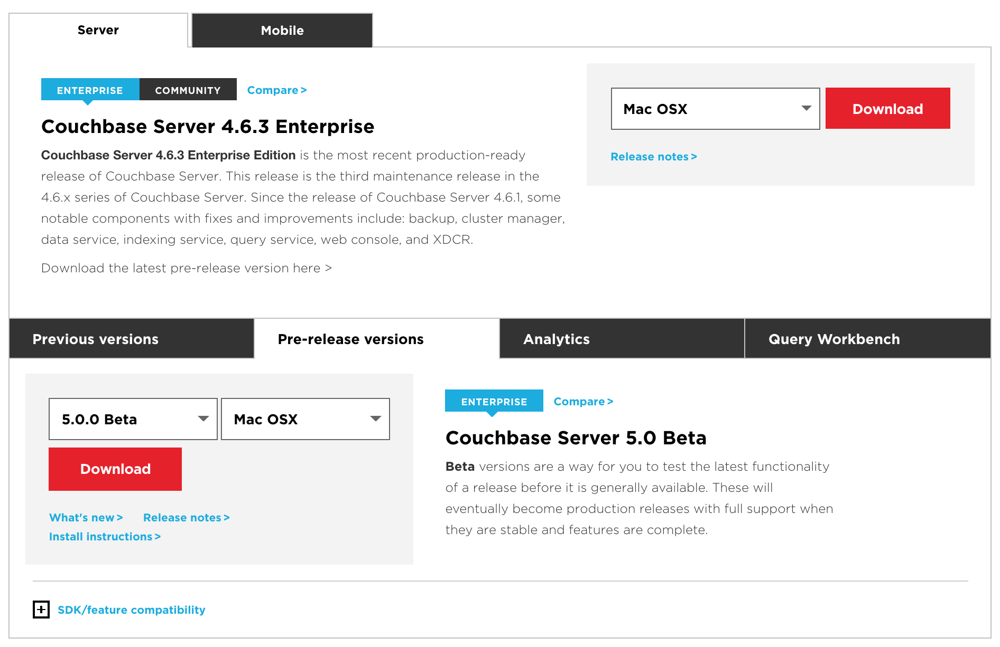 Server
Mobile
ENTERPRISE
COMMUNITY
Compare >
Couchbase Server 4.6.3 Enterprise
Couchbase Server 4.6.3 Enterprise Edition is the most recent production-ready
release of Couchbase Server. This release is the third maintenance release in the
4.6.x series of Couchbase Server. Since the release of Couchbase Server 4.6.1, some
notable components with fixes and improvements include: backup, cluster manager,
data service, indexing service, query service, web console, and XDCR.
Download the latest pre-release version here >
Mac OSX
Download
Release notes >
Previous versions
Pre-release versions
Analytics
Query Workbench
5.0.0 Beta
Mac OSX
Download
What's new >
Release notes >
Install instructions >
ENTERPRISE
Compare >
Couchbase Server 5.0 Beta
Beta versions are a way for you to test the latest functionality
of a release before it is generally available. These will
eventually become production releases with full support when
they are stable and features are complete.
SDK/feature compatibility